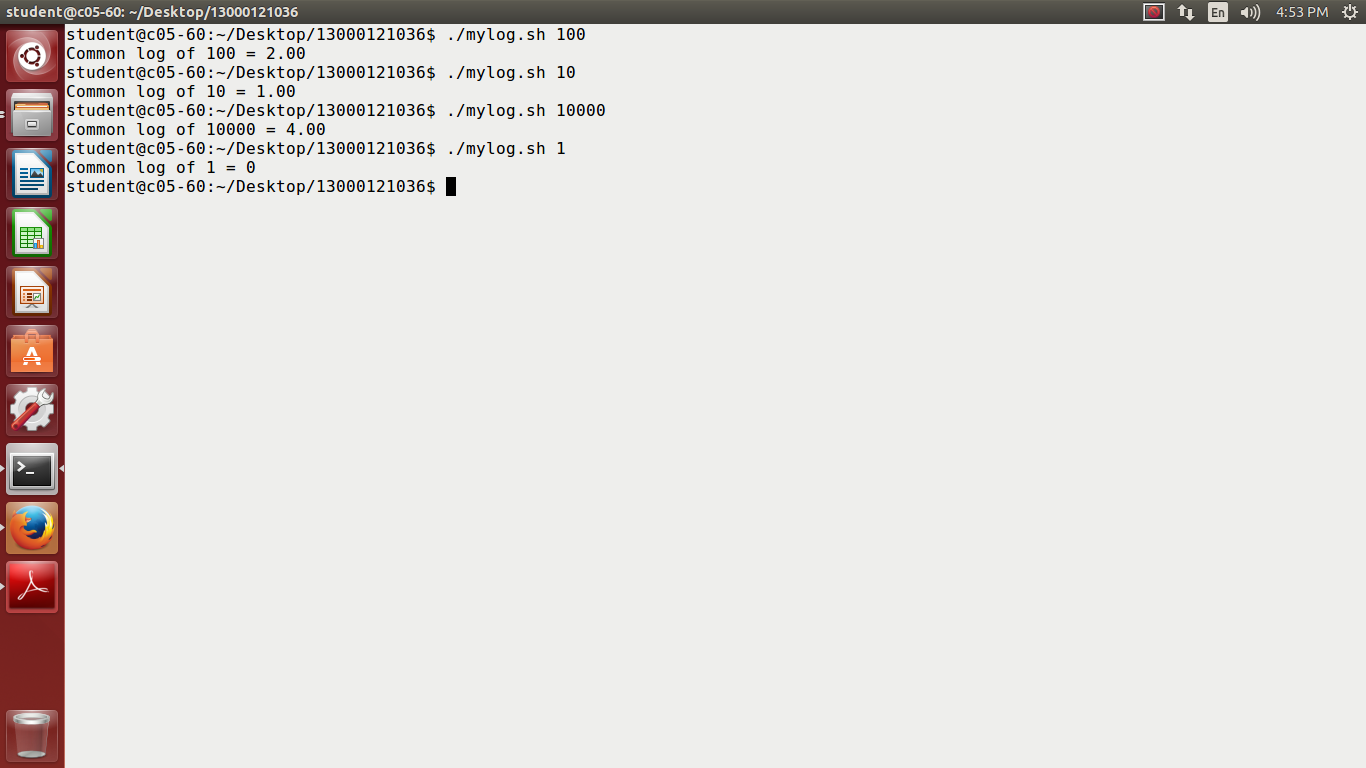 student@c05-60: ~/Desktop/13000121036
En
4:53 PM
student@c05-60:~/Desktop/13000121036$ ./mylog.sh 100
Common log of 100 = 2.00
student@c05-60:~/Desktop/13000121036$ ./mylog.sh 10
Common log of 10 = 1.00
student@c05-60:~/Desktop/13000121036$ ./mylog.sh 10000
Common log of 10000 = 4.00
student@c05-60:~/Desktop/13000121036$ ./mylog.sh 1
Common log of 1 = 0
student@c05-60:~/Desktop/13000121036$